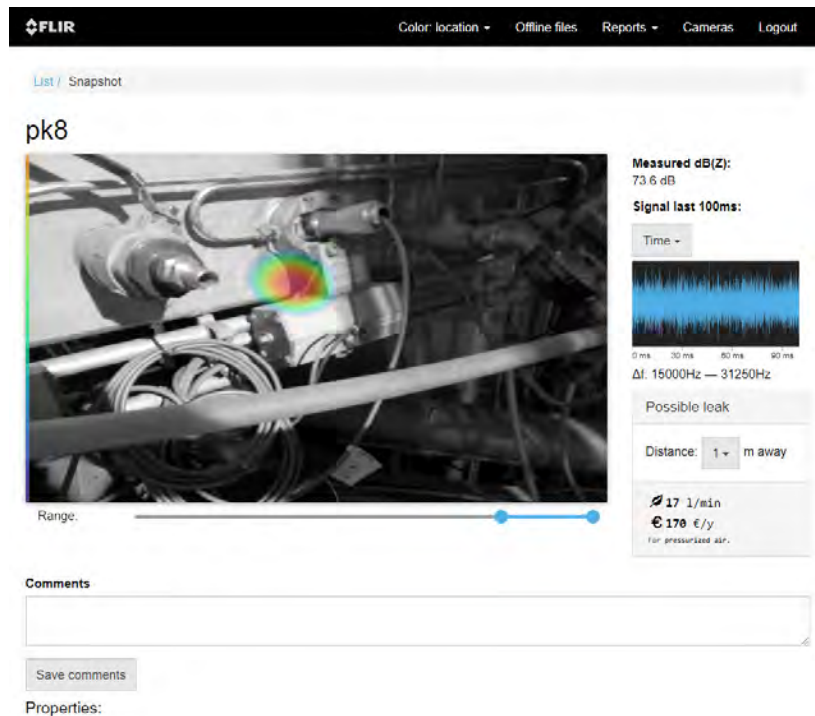 FLIR
Color: location
Offline files
Reports
Cameras
Logout
List / Snapshot
pk8
Measured dB(Z):
73.6 dB
Signal last 100ms:
Time
0 ms 30 ms 60 ms 90 ms
Δf: 15000Hz — 31250Hz
Possible leak
Distance: 1 m away
17 l/min
€ 170 €/y
for pressurized air.
Range:
Comments
Save comments
Properties: